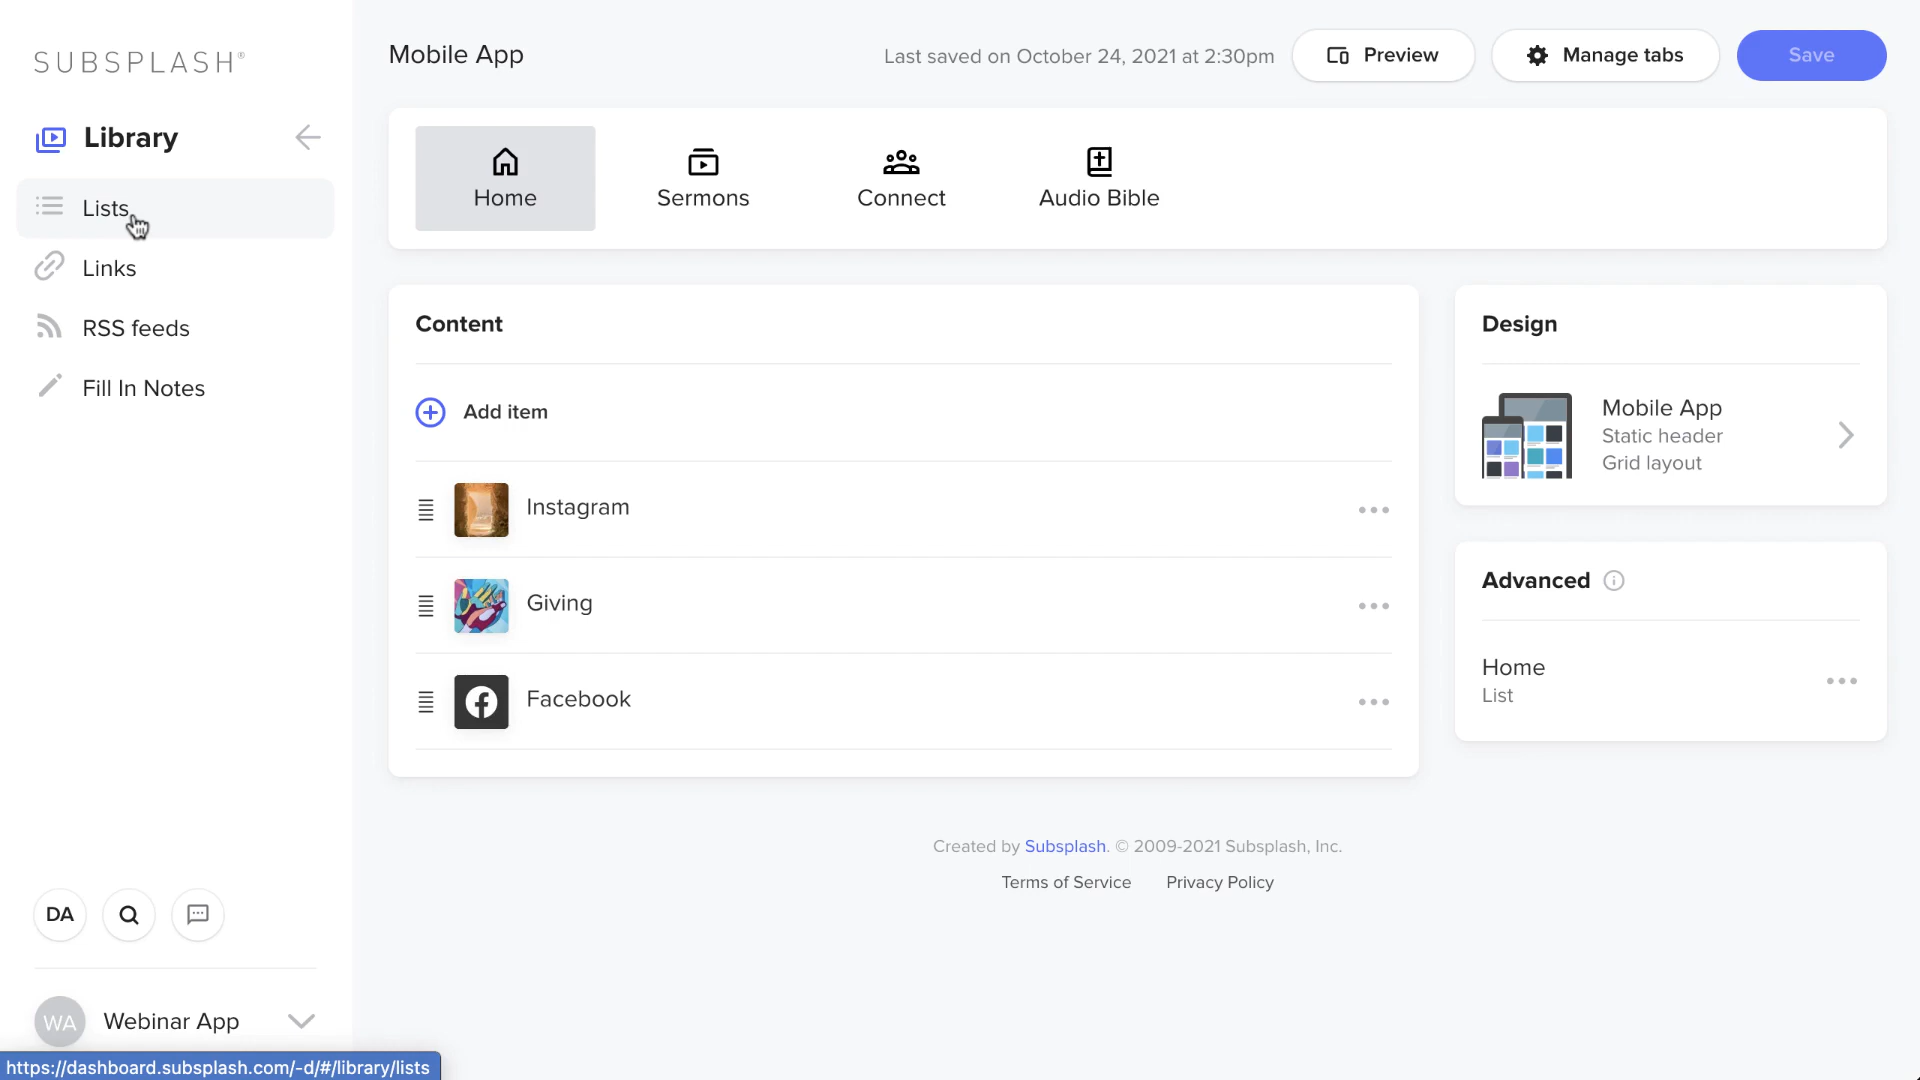 SUBSPLASH®
Library
Lists
Links
RSS feeds
Fill In Notes
DA
WA
Webinar App
https://dashboard.subsplash.com/-d/#/library/lists
Mobile App
Last saved on October 24, 2021 at 2:30pm
Preview
Manage tabs
Save
Home
Sermons
Connect
Audio Bible
Content
Add item
Instagram
Giving
Facebook
Design
Mobile App
Static header
Grid layout
Advanced
Home
List
Created by Subsplash. © 2009-2021 Subsplash, Inc.
Terms of Service Privacy Policy